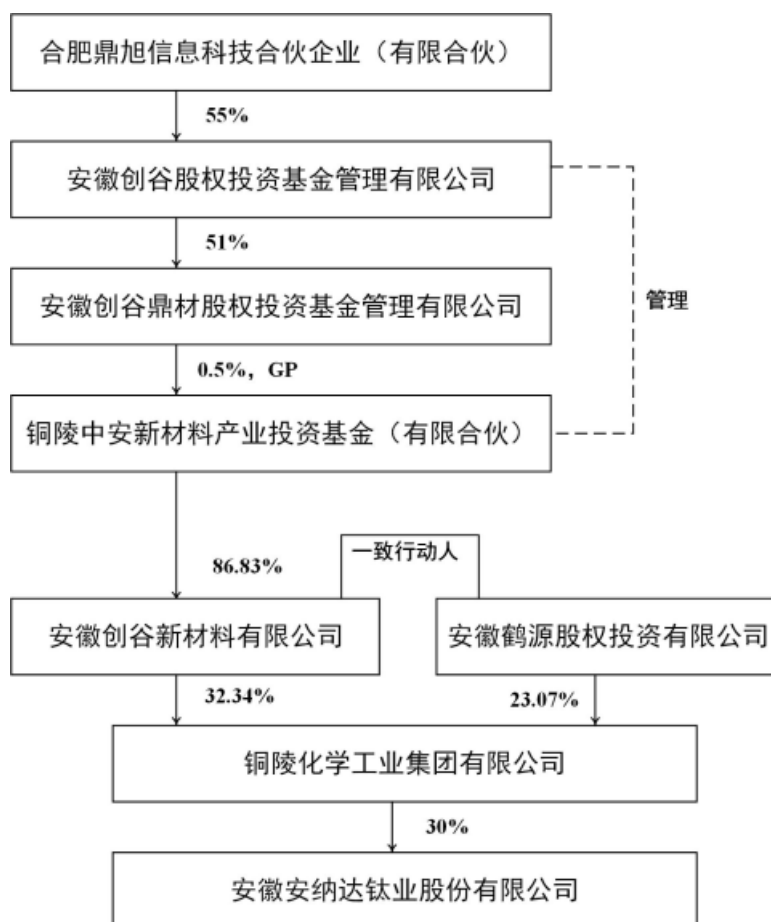 合肥鼎旭信息科技合伙企业（有限合伙）
55%
安徽创谷股权投资基金管理有限公司
51%
安徽创谷鼎材股权投资基金管理有限公司
管理
0.5%，GP
铜陵中安新材料产业投资基金（有限合伙）
一致行动人
86.83%
安徽创谷新材料有限公司
安徽鹤源股权投资有限公司
32.34%
23.07%
铜陵化学工业集团有限公司
30%
安徽安纳达钛业股份有限公司